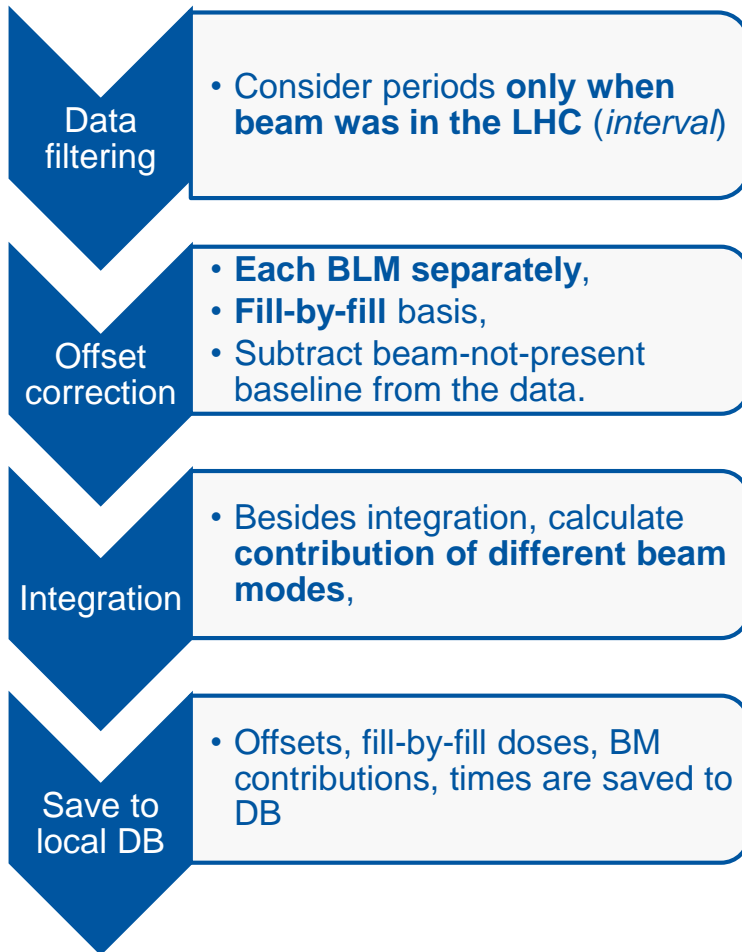 Data
filtering
• Consider periods only when
beam was in the LHC (interval)
Offset
correction
• Each BLM separately,
• Fill-by-fill basis,
• Subtract beam-not-present
baseline from the data.
Integration
• Besides integration, calculate
contribution of different beam
modes,
Save to
local DB
• Offsets, fill-by-fill doses, BM
contributions, times are saved to
DB